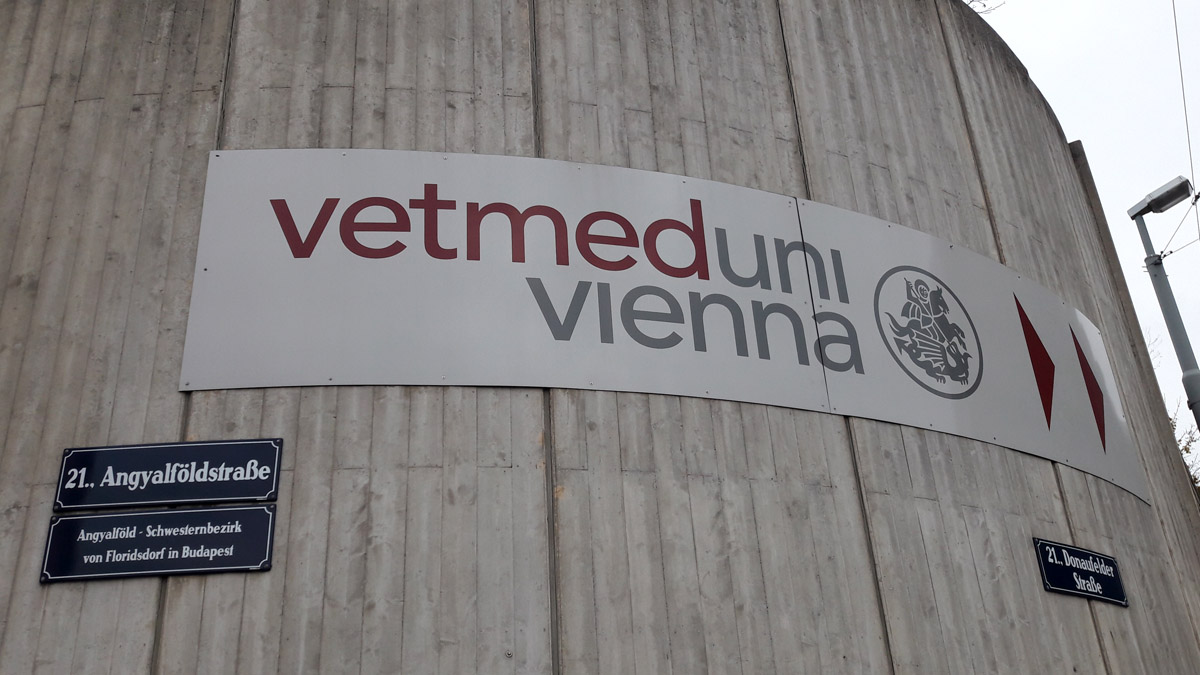 vetmeduni
vienna
21., Angyalföldstraße
Angyalföld - Schwesternbezirk
von Floridsdorf in Budapest
21., Donaufelder
Straße